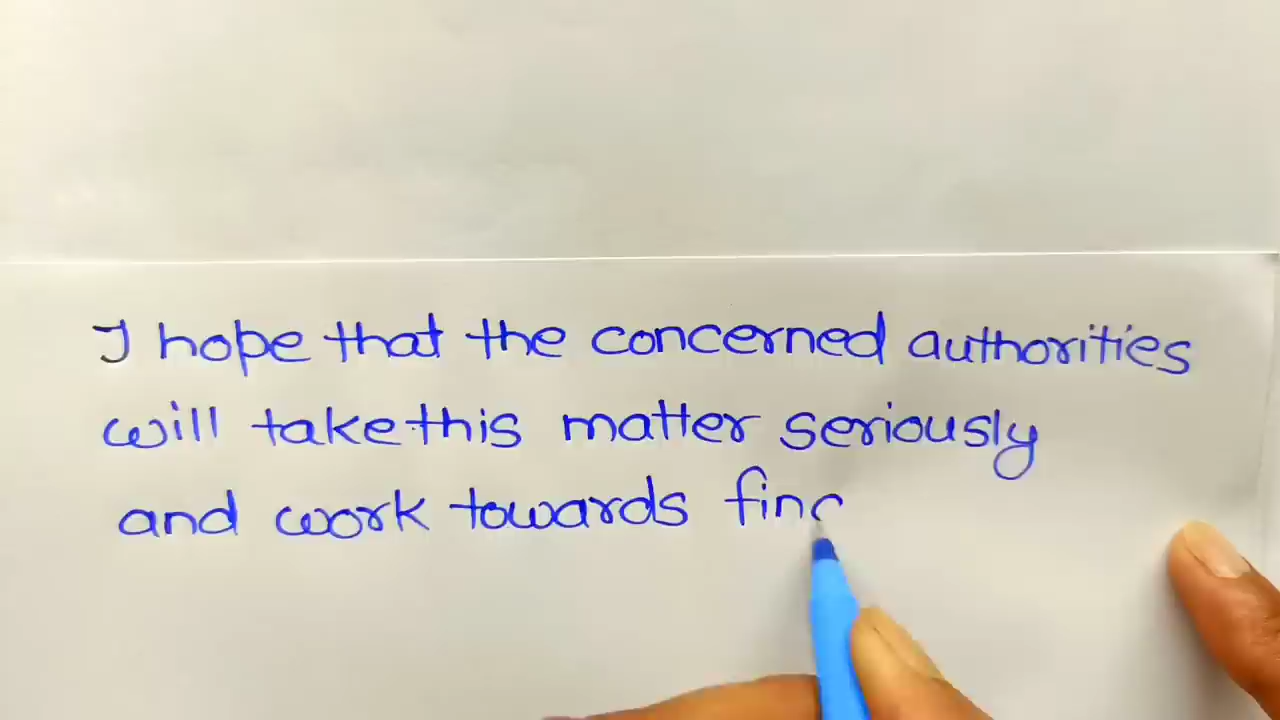 I hope that the concerned authorities
will take this matter seriously
and work towards